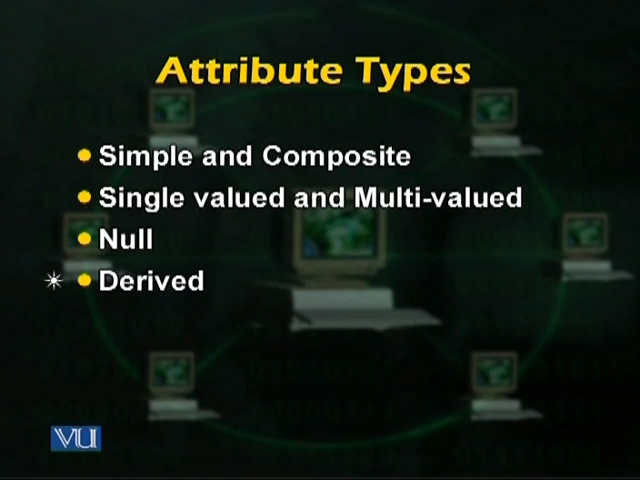 Attribute Types
Simple and Composite
Single valued and Multi-valued
Null
Derived
VU